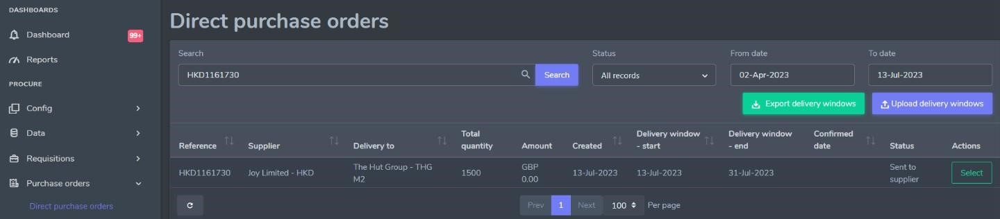 DASHBOARDS
Dashboard
99+
Reports
PROCURE
Config
Data
Requisitions
Purchase orders
Direct purchase orders
Direct purchase orders
Search
Status
From date
To date
HKD1161730
Search
All records
02-Apr-2023
13-Jul-2023
Export delivery windows
Upload delivery windows
Reference
Supplier
Delivery to
Total
quantity
Amount
Created
Delivery window
- start
Delivery window
- end
Confirmed
date
Status
Actions
HKD1161730
Joy Limited - HKD
The Hut Group - THG
M2
1500
GBP
0.00
13-Jul-2023
13-Jul-2023
31-Jul-2023
Sent to
supplier
Select
Prev
1
Next
100
Per page